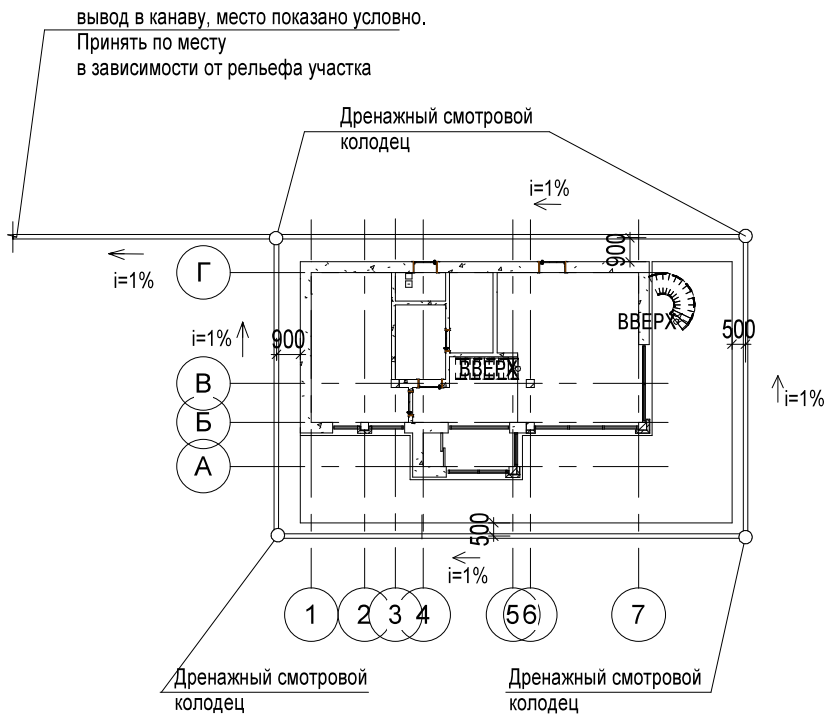 вывод в канаву, место показано условно.
Принять по месту
в зависимости от рельефа участка
Дренажный смотровой
колодец
i=1%
i=1%
900
Г
ВВЕРХ
500
i=1%
900
ВВЕРХ
В
i=1%
Б
А
500
i=1%
1
2
3
4
5
6
7
Дренажный смотровой
колодец
Дренажный смотровой
колодец